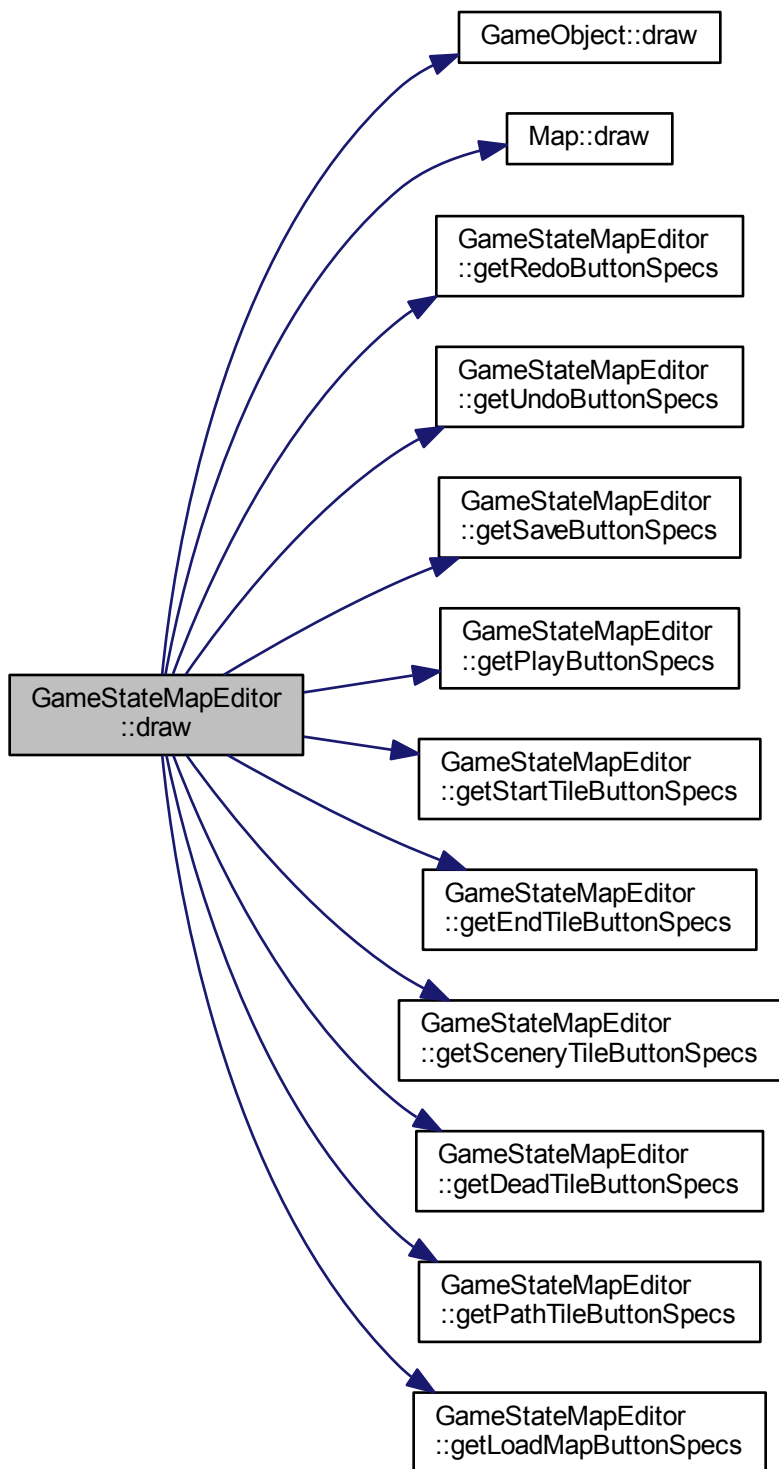 GameObject::draw
Map::draw
GameStateMapEditor
::getRedoButtonSpecs
GameStateMapEditor
::getUndoButtonSpecs
GameStateMapEditor
::getSaveButtonSpecs
GameStateMapEditor
::getPlayButtonSpecs
GameStateMapEditor
::draw
GameStateMapEditor
::getStartTileButtonSpecs
GameStateMapEditor
::getEndTileButtonSpecs
GameStateMapEditor
::getSceneryTileButtonSpecs
GameStateMapEditor
::getDeadTileButtonSpecs
GameStateMapEditor
::getPathTileButtonSpecs
GameStateMapEditor
::getLoadMapButtonSpecs